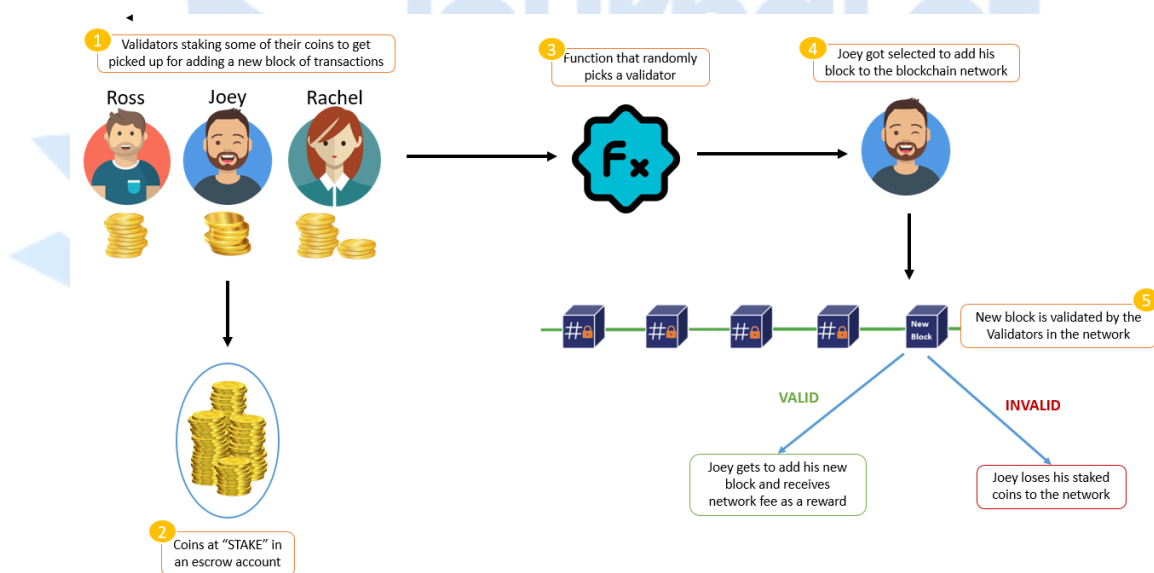 1
Validators staking some of their coins to get
picked up for adding a new block of transactions
Ross
Joey
Rachel
3
Function that randomly
picks a validator
Fx
4
Joey got selected to add his
block to the blockchain network
#
#
#
#
New
Block
5
New block is validated by the
Validators in the network
VALID
INVALID
Joey gets to add his new
block and receives
network fee as a reward
Joey loses his staked
coins to the network
2
Coins at “STAKE” in
an escrow account